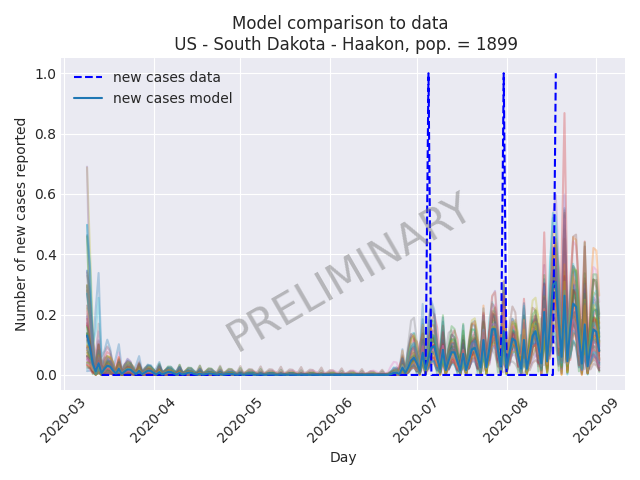 Model comparison to data
US - South Dakota - Haakon, pop. = 1899
new cases data
new cases model
Number of new cases reported
1.0
0.8
0.6
0.4
0.2
0.0
PRELIMINARY
2020-03
2020-04
2020-05
2020-06
2020-07
2020-08
2020-09
Day